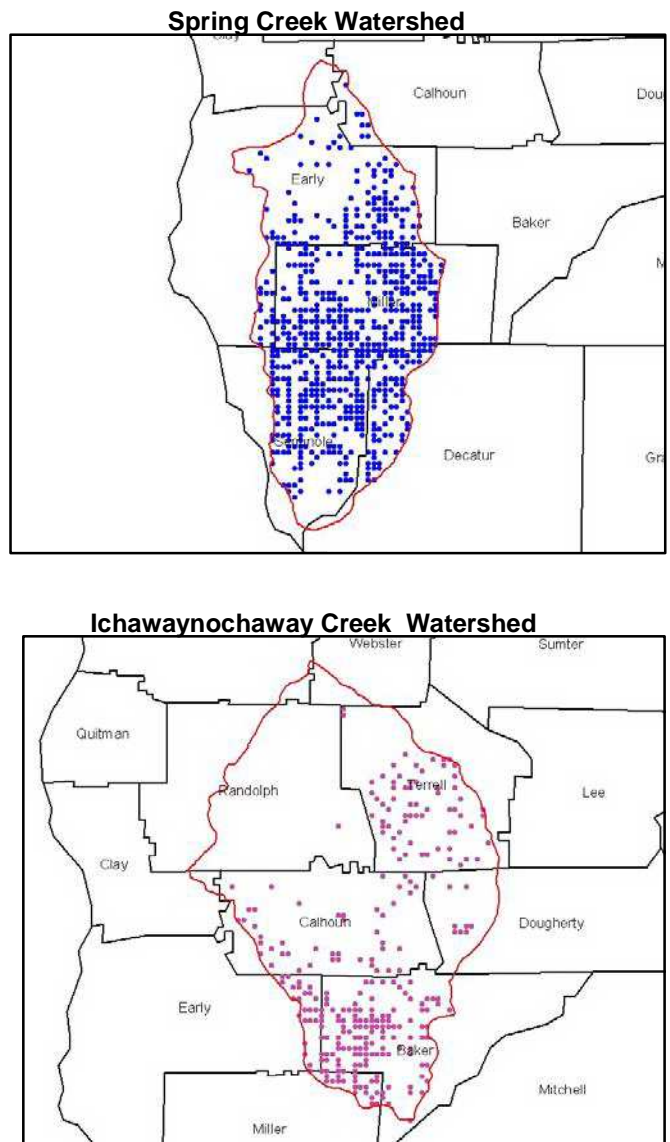 Spring Creek Watershed
Clay
Calhoun
Dou
Early
Baker
M
Miller
Seminole
Decatur
Gra
Ichawaynochaway Creek Watershed
Webster
Sumter
Quitman
Randolph
Terrell
Lee
Clay
Calhoun
Dougherty
Early
Baker
Mitchell
Miller